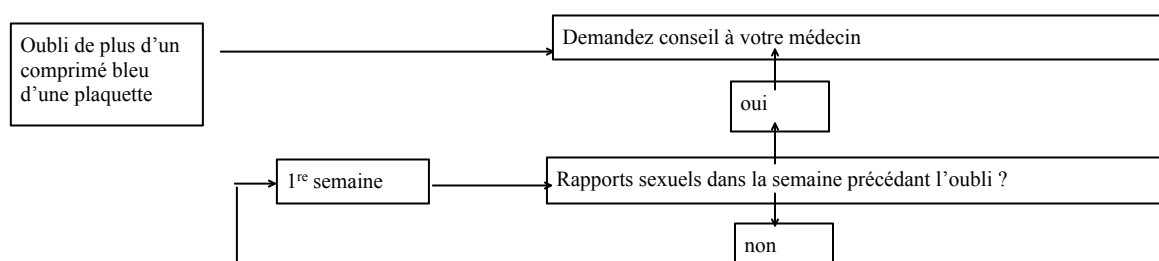 Oubli de plus d’un
comprimé bleu
d’une plaquette
Demandez conseil à votre médecin
oui
1re semaine
Rapports sexuels dans la semaine précédant l’oubli ?
non